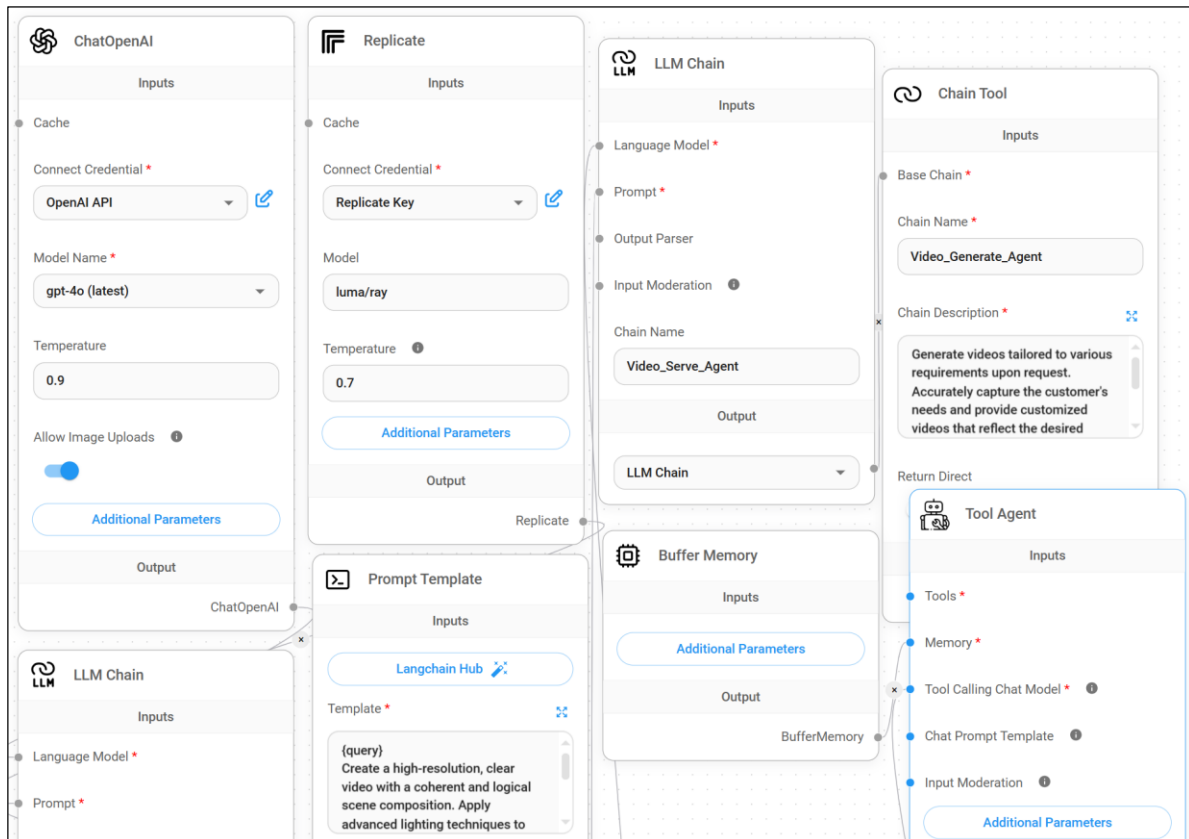 ChatOpenAI
Inputs
Cache
Connect Credential *
OpenAI API
Model Name *
gpt-4o (latest)
Temperature
0.9
Allow Image Uploads
Additional Parameters
Output
ChatOpenAI
LLM
LLM Chain
Inputs
Language Model *
Prompt *
Replicate
Inputs
Cache
Connect Credential *
Replicate Key
Model
luma/ray
Temperature
0.7
Additional Parameters
Output
Replicate
Prompt Template
Inputs
Langchain Hub
Template *
{query}
Create a high-resolution, clear
video with a coherent and logical
scene composition. Apply
advanced lighting techniques to
LLM
LLM Chain
Inputs
Language Model *
Prompt *
Output Parser
Input Moderation
Chain Name
Video_Serve_Agent
Output
LLM Chain
Buffer Memory
Inputs
Additional Parameters
Output
BufferMemory
Chain Tool
Inputs
Base Chain *
Chain Name *
Video_Generate_Agent
Chain Description *
Generate videos tailored to various
requirements upon request.
Accurately capture the customer's
needs and provide customized
videos that reflect the desired
Return Direct
Tool Agent
Inputs
Tools *
Memory *
Tool Calling Chat Model *
Chat Prompt Template
Input Moderation
Additional Parameters